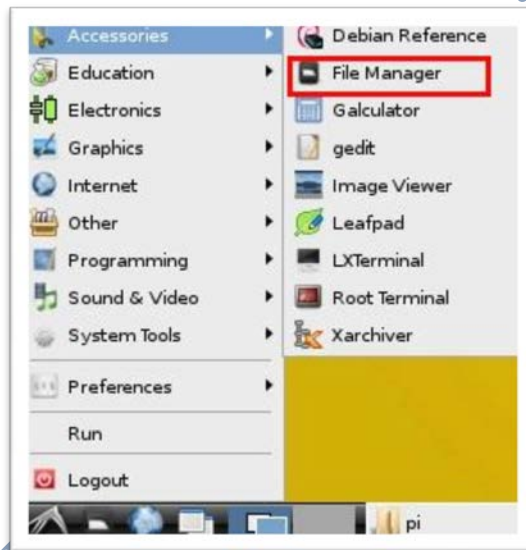 Accessories
Education
Electronics
Graphics
Internet
Other
Programming
Sound & Video
System Tools
Preferences
Run
Logout
Debian Reference
File Manager
Galculator
gedit
Image Viewer
Leafpad
LXTerminal
Root Terminal
Xarchiver
pi